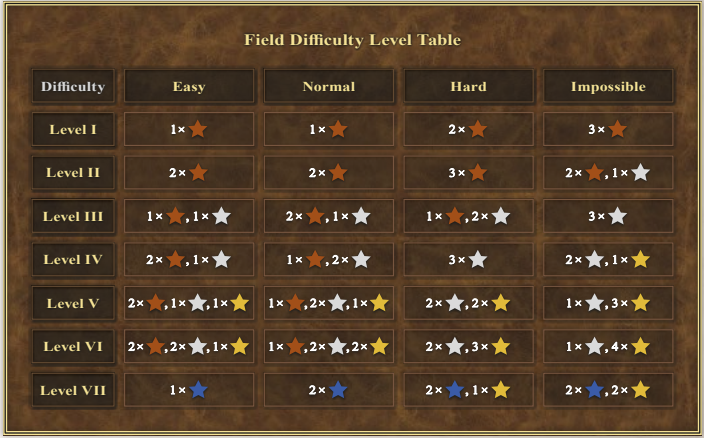 Field Difficulty Level Table
Difficulty Easy Normal Hard Impossible
Level I 1× 1× 2× 3×
Level II 2× 2× 3× 2× , 1×
Level III 1× , 1× 2× , 1× 1× , 2× 3×
Level IV 2× , 1× 1× , 2× 3× 2× , 1×
Level V 2× , 1× , 1× 1× , 2× , 1× 2× , 2× 1× , 3×
Level VI 2× , 2× , 1× 1× , 2× , 2× 2× , 3× 1× , 4×
Level VII 1× 2× 2× , 1× 2× , 2×